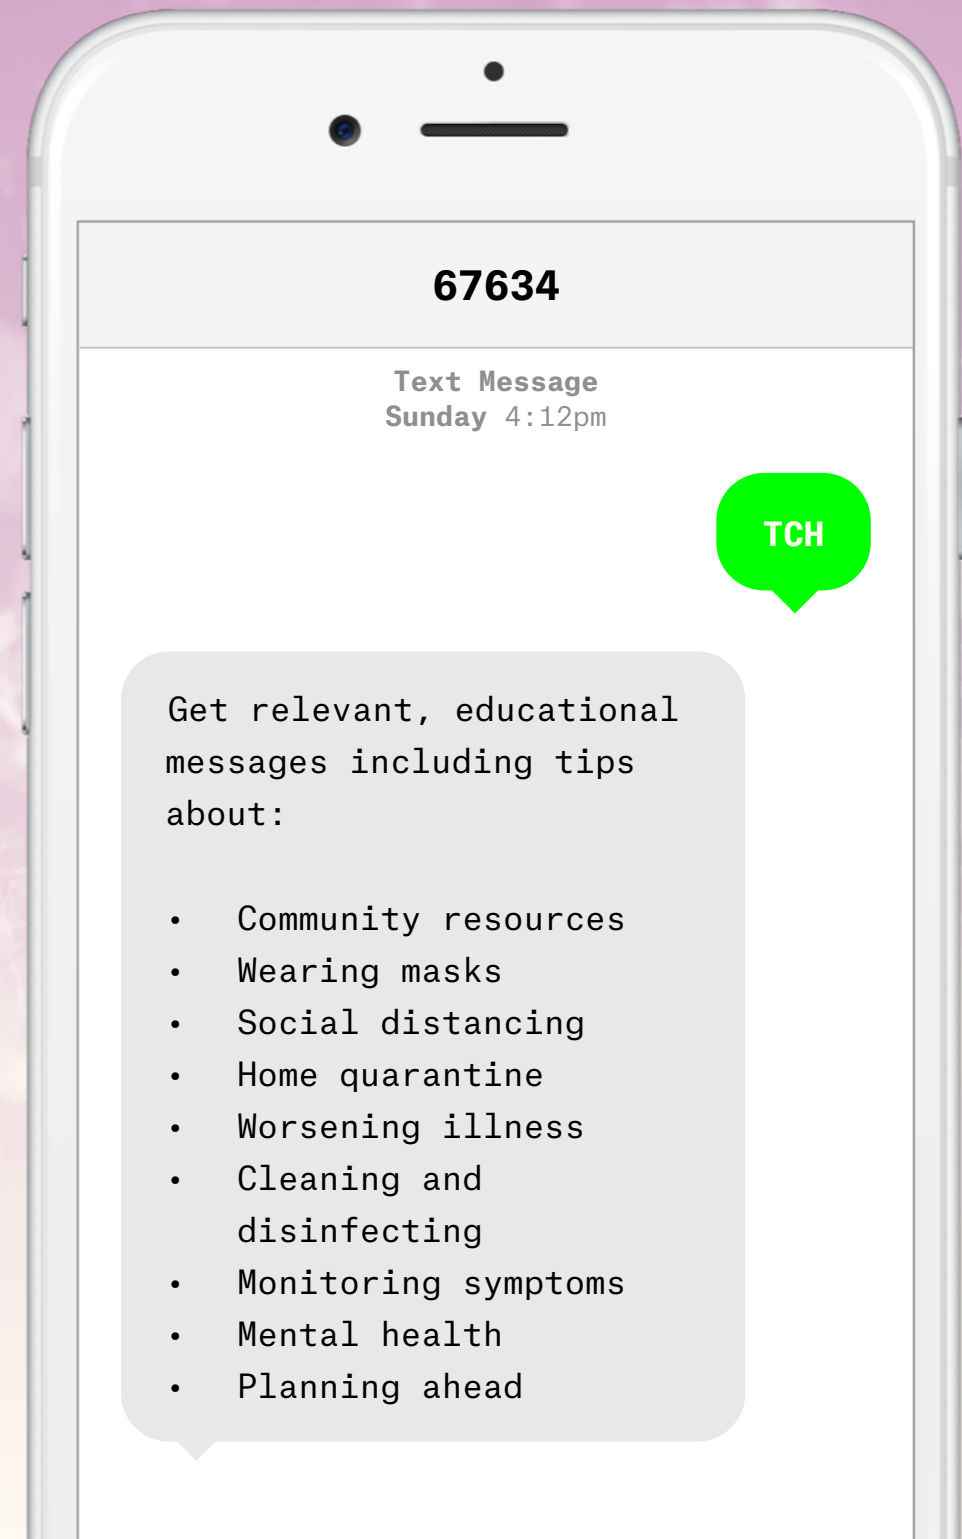 67634
Text Message
Sunday 4:12pm
TCH
Get relevant, educational
messages including tips
about:
• Community resources
• Wearing masks
• Social distancing
• Home quarantine
• Worsening illness
• Cleaning and
disinfecting
• Monitoring symptoms
• Mental health
• Planning ahead